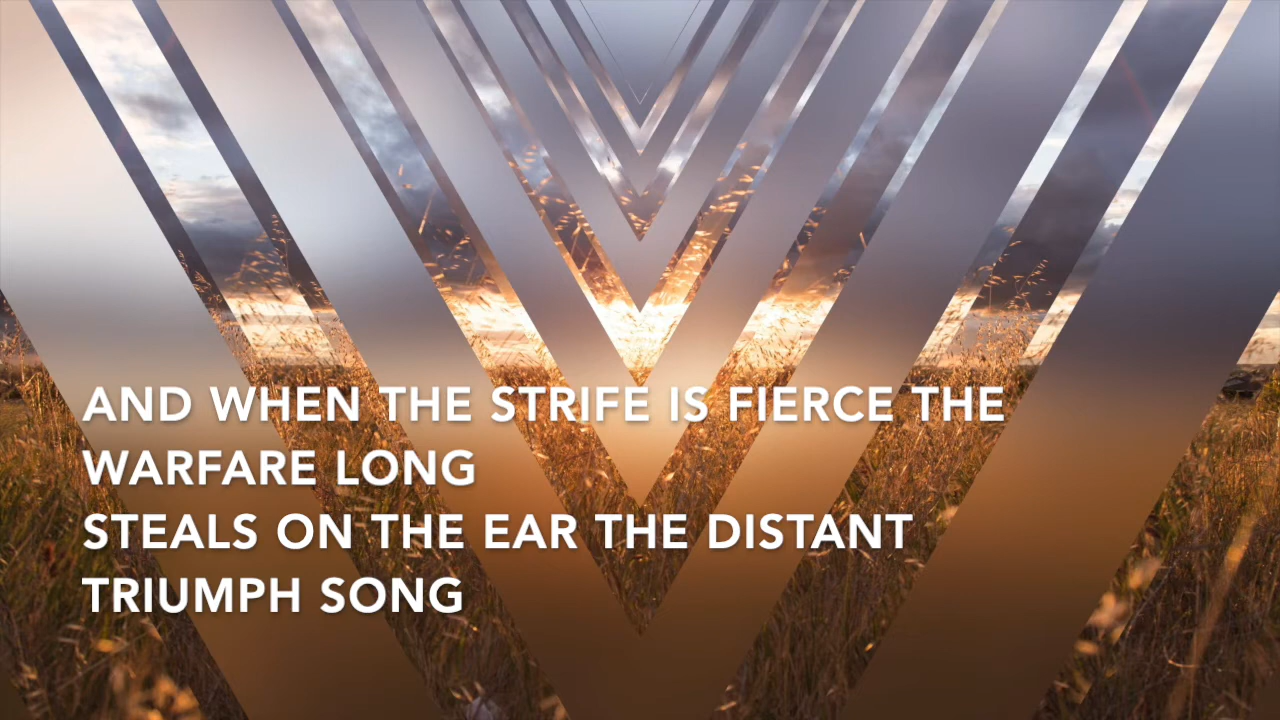 AND WHEN THE STRIFE IS FIERCE THE
WARFARE LONG
STEALS ON THE EAR THE DISTANT
TRIUMPH SONG